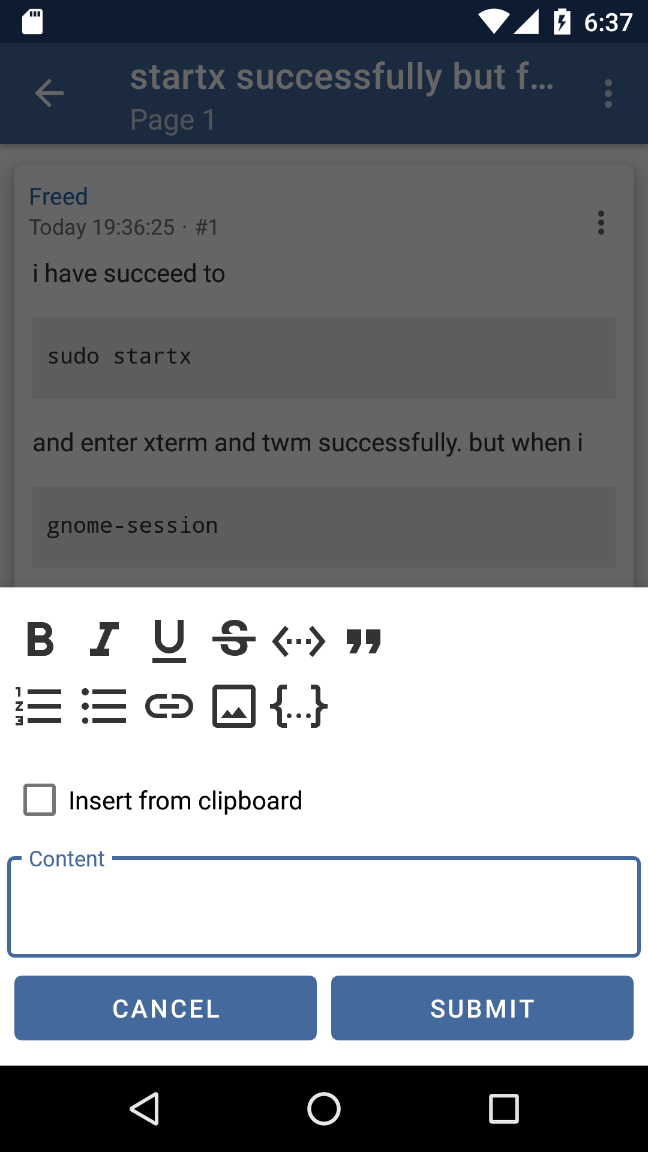 6:37
startx successfully but f...
Page 1
Freed
Today 19:36:25 · #1
i have succeed to
sudo startx
and enter xterm and twm successfully. but when i
gnome-session
Insert from clipboard
Content
CANCEL
SUBMIT